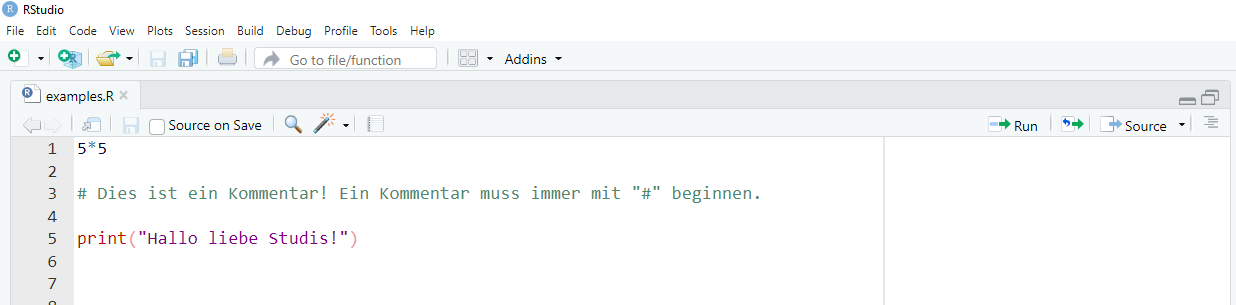 RStudio
File Edit Code View Plots Session Build Debug Profile Tools Help
Go to file/function Addins
examples.R
Source on Save Run Source
1 5*5
2
3 # Dies ist ein Kommentar! Ein Kommentar muss immer mit "#" beginnen.
4
5 print("Hallo liebe Studis!")
6
7